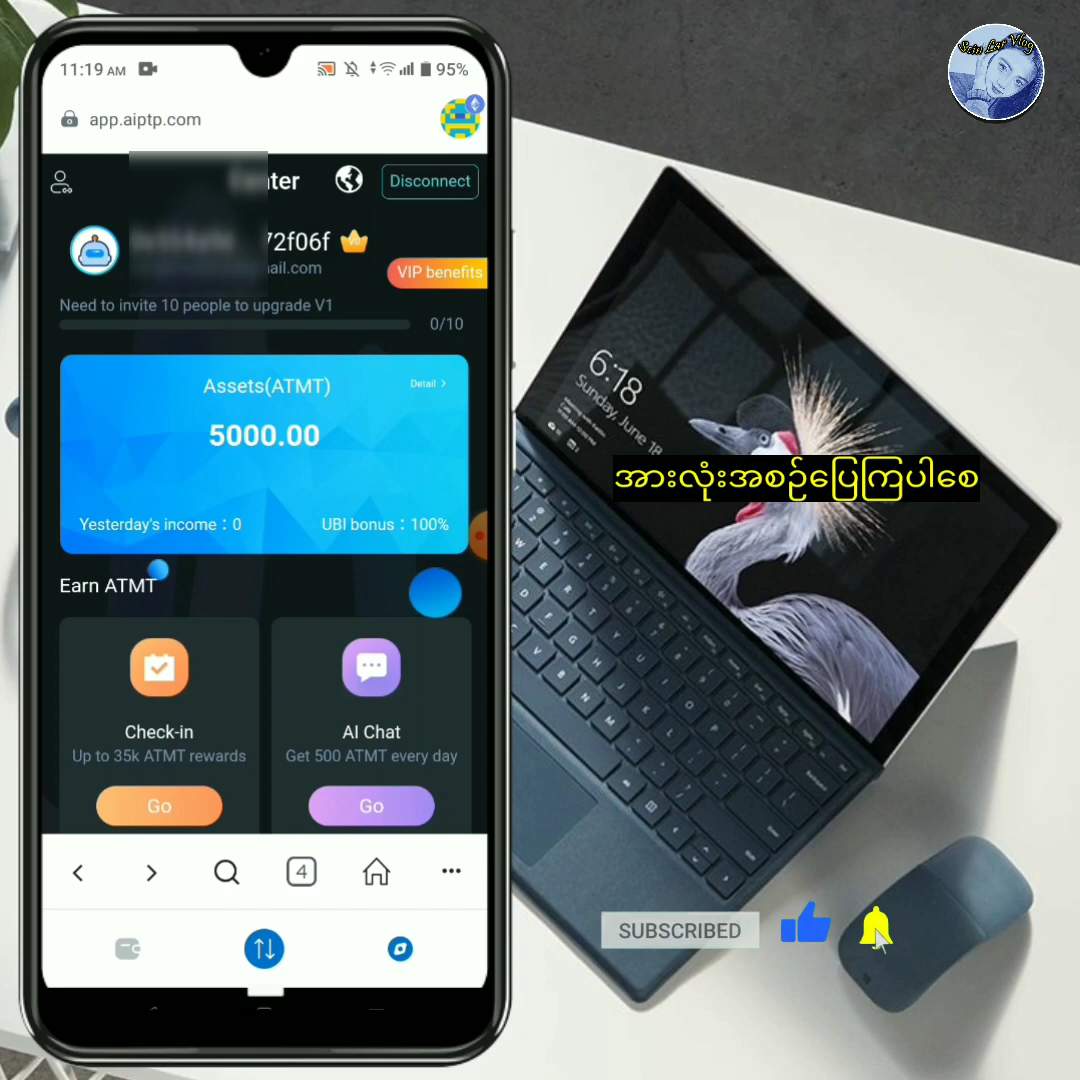 11:19 AM
95%
app.aiptp.com
Disconnect
72f06f
ail.com
VIP benefits
Need to invite 10 people to upgrade V1
0/10
Assets(ATMT)
Detail >
5000.00
Yesterday's income : 0
UBI bonus : 100%
Earn ATMT
Check-in
Up to 35k ATMT rewards
Go
AI Chat
Get 500 ATMT every day
Go
4
Sein Lar Vlog
6:18
Sunday, June 18
အားလုံးအစဉ်ပြေကြပါစေ
SUBSCRIBED